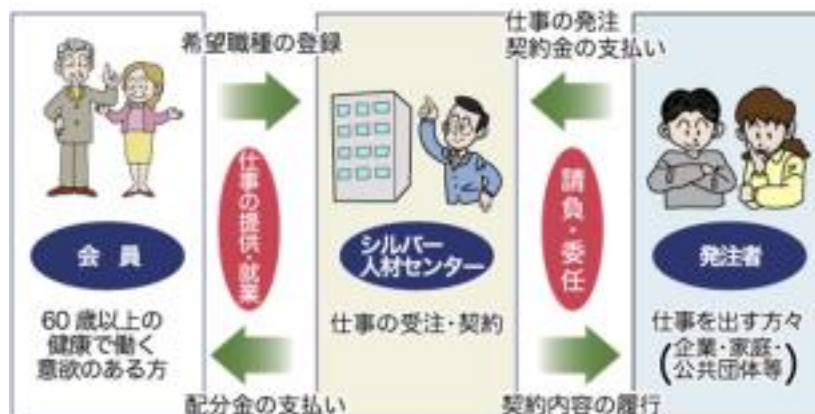 希望職種の登録
仕事の発注
契約金の支払い
仕事の提供・就業
請負・委任
会員
シルバー
人材センター
発注者
60歳以上の
健康で働く
意欲のある方
仕事の受注・契約
仕事を出す方々
(企業・家庭・
公共団体等)
配分金の支払い
契約内容の履行